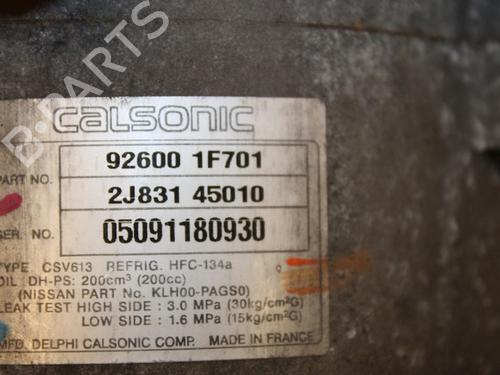 B-PARTS
CALSONIC
92600 1F701
PART NO.
2J831 45010
SER. NO.
05091180930
TYPE. CSV613 REFRIG. HFC-134a
OIL DH-PS: 200cm³ (200cc)
(NISSAN PART No. KLH00-PAGS0)
LEAK TEST HIGH SIDE : 3.0 MPa (30kg/cm²G)
LOW SIDE : 1.6 MPa (15kg/cm²G)
MFD. DELPHI CALSONIC COMP. MADE IN FRANCE